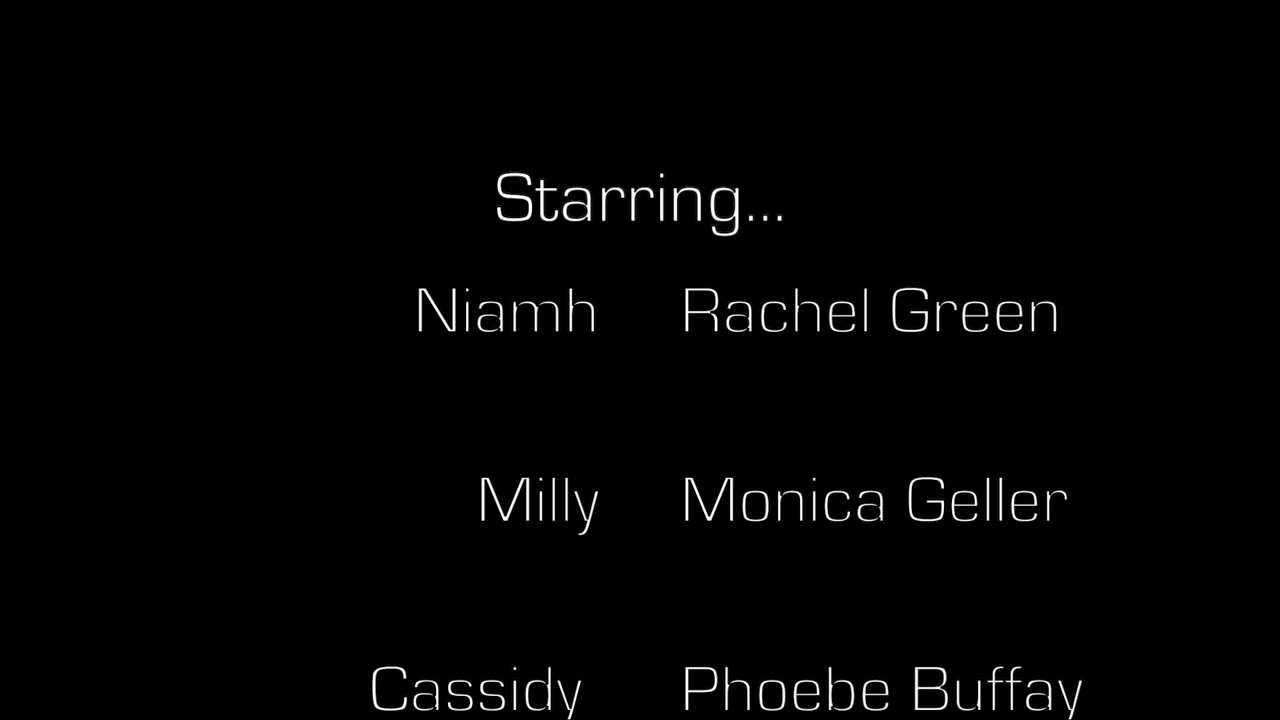 Starring...
Niamh Rachel Green
Milly Monica Geller
Cassidy Phoebe Buffay